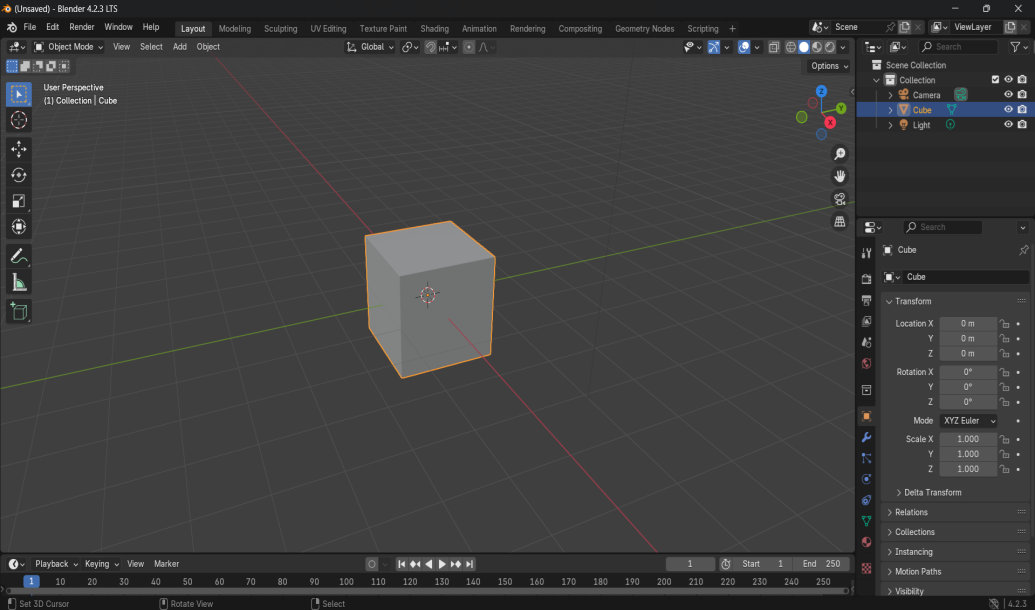 (Unsaved) - Blender 4.2.3 LTS
File Edit Render Window Help Layout Modeling Sculpting UV Editing Texture Paint Shading Animation Rendering Compositing Geometry Nodes Scripting + Scene ViewLayer
Object Mode View Select Add Object Global Search
Options
User Perspective
(1) Collection | Cube
Z
Y
X
Scene Collection
Collection
Camera
Cube
Light
Search
Cube
Cube
Transform
Location X 0 m
Y 0 m
Z 0 m
Rotation X 0°
Y 0°
Z 0°
Mode XYZ Euler
Scale X 1.000
Y 1.000
Z 1.000
Delta Transform
Relations
Collections
Instancing
Motion Paths
Visibility
Playback Keying View Marker 1 Start 1 End 250
1 10 20 30 40 50 60 70 80 90 100 110 120 130 140 150 160 170 180 190 200 210 220 230 240 250
Set 3D Cursor Rotate View Select 4.2.3